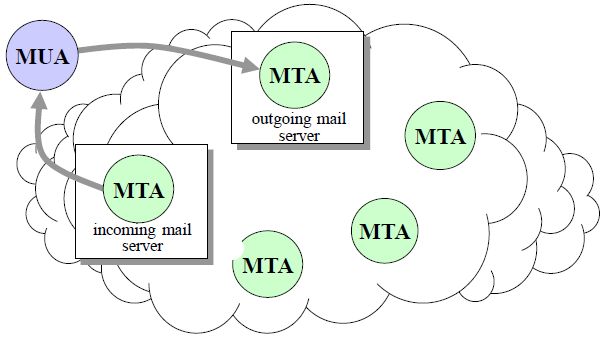 MUA
MTA
outgoing mail
server
MTA
MTA
incoming mail
server
MTA
MTA